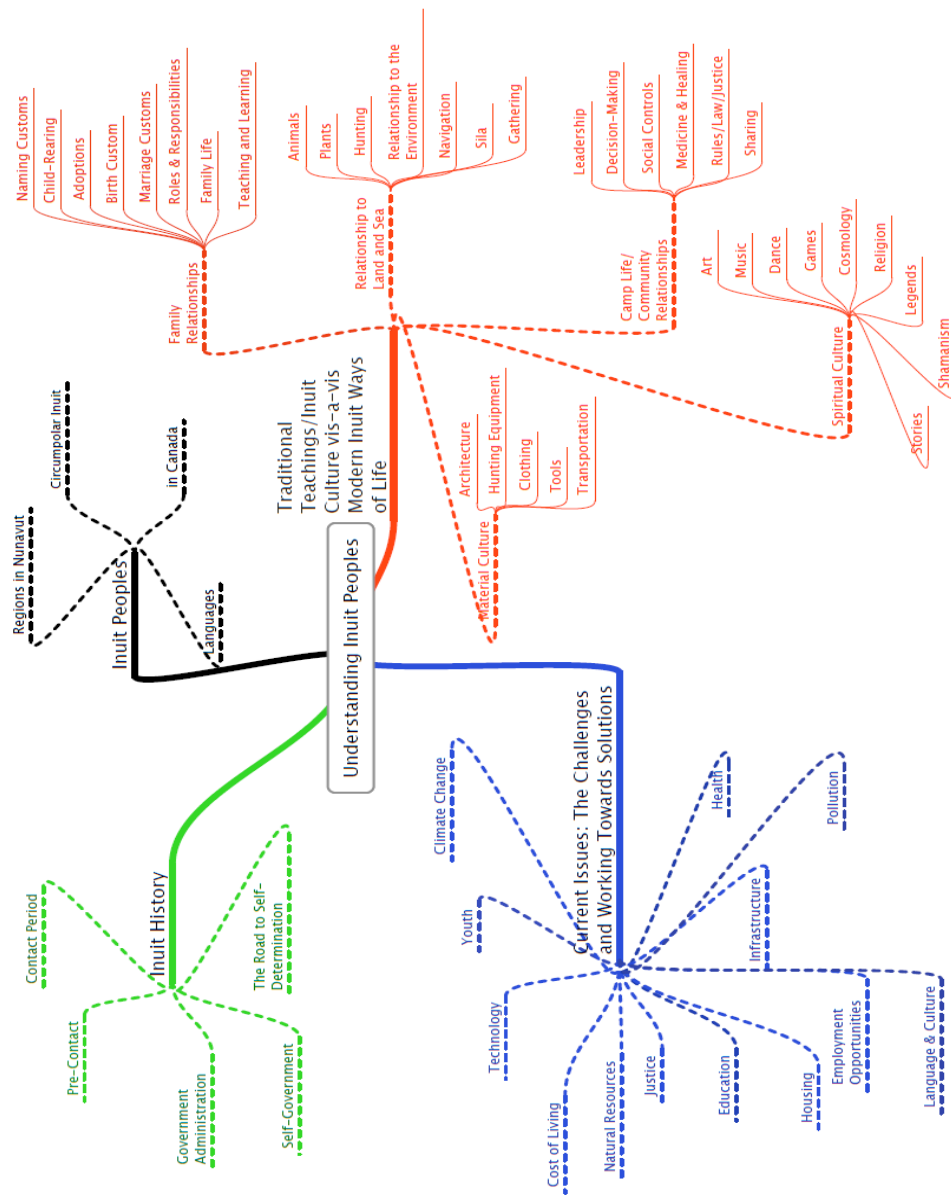 Understanding Inuit Peoples
Inuit History
Contact Period
Pre-Contact
Government
Administration
Self-Government
The Road to Self-
Determination
Inuit Peoples
Regions in Nunavut
Circumpolar Inuit
in Canada
Languages
Traditional
Teachings/Inuit
Culture vis-a-vis
Modern Inuit Ways
of Life
Family
Relationships
Naming Customs
Child-Rearing
Adoptions
Birth Custom
Marriage Customs
Roles & Responsibilities
Family Life
Teaching and Learning
Relationship to
Land and Sea
Animals
Plants
Hunting
Relationship to the
Environment
Navigation
Sila
Gathering
Camp Life/
Community
Relationships
Leadership
Decision-Making
Social Controls
Medicine & Healing
Rules/Law/Justice
Sharing
Spiritual Culture
Art
Music
Dance
Games
Cosmology
Religion
Legends
Shamanism
Stories
Material Culture
Architecture
Hunting Equipment
Clothing
Tools
Transportation
Current Issues: The Challenges
and Working Towards Solutions
Climate Change
Youth
Technology
Cost of Living
Natural Resources
Justice
Education
Housing
Employment
Opportunities
Language & Culture
Infrastructure
Pollution
Health